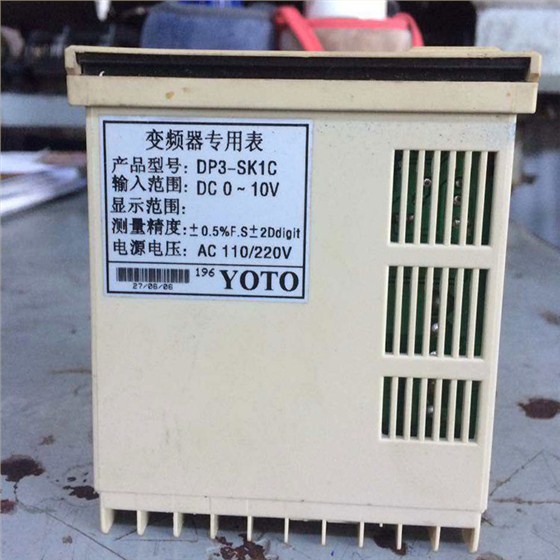 变频器专用表
产品型号: DP3-SK1C
输入范围: DC 0~10V
显示范围:
测量精度: ±0.5%F.S±2Ddigit
电源电压: AC 110/220V
196 YOTO
27/06/06